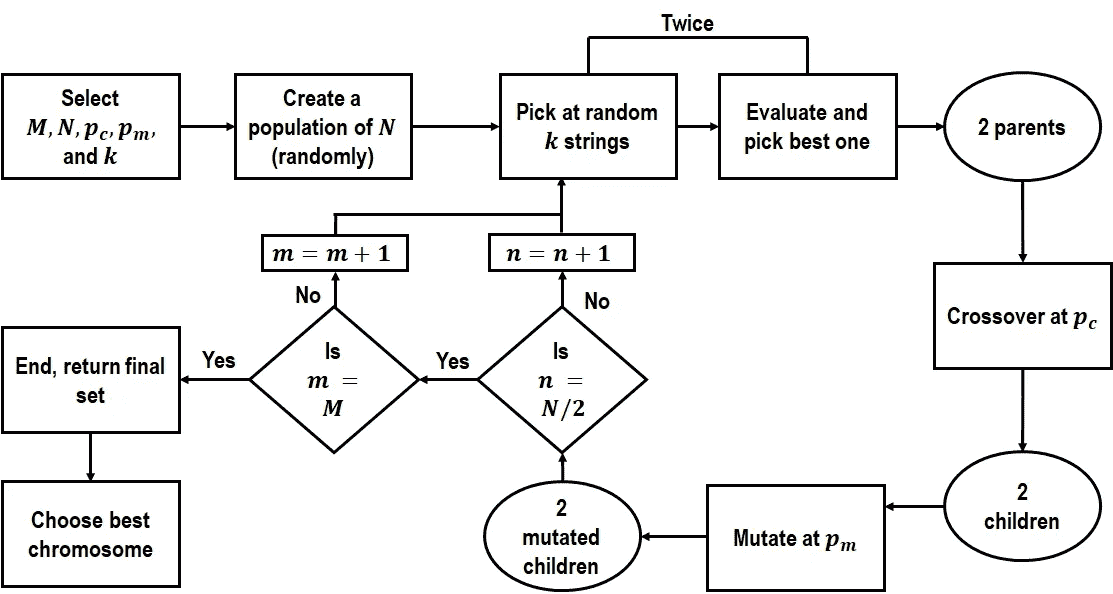 Twice
Select
M, N, p_c, p_m,
and k
Create a
population of N
(randomly)
Pick at random
k strings
Evaluate and
pick best one
2 parents
m = m + 1
n = n + 1
No
No
Crossover at p_c
End, return final
set
Yes
Is
m =
M
Yes
Is
n =
N/2
Choose best
chromosome
2
mutated
children
Mutate at p_m
2
children